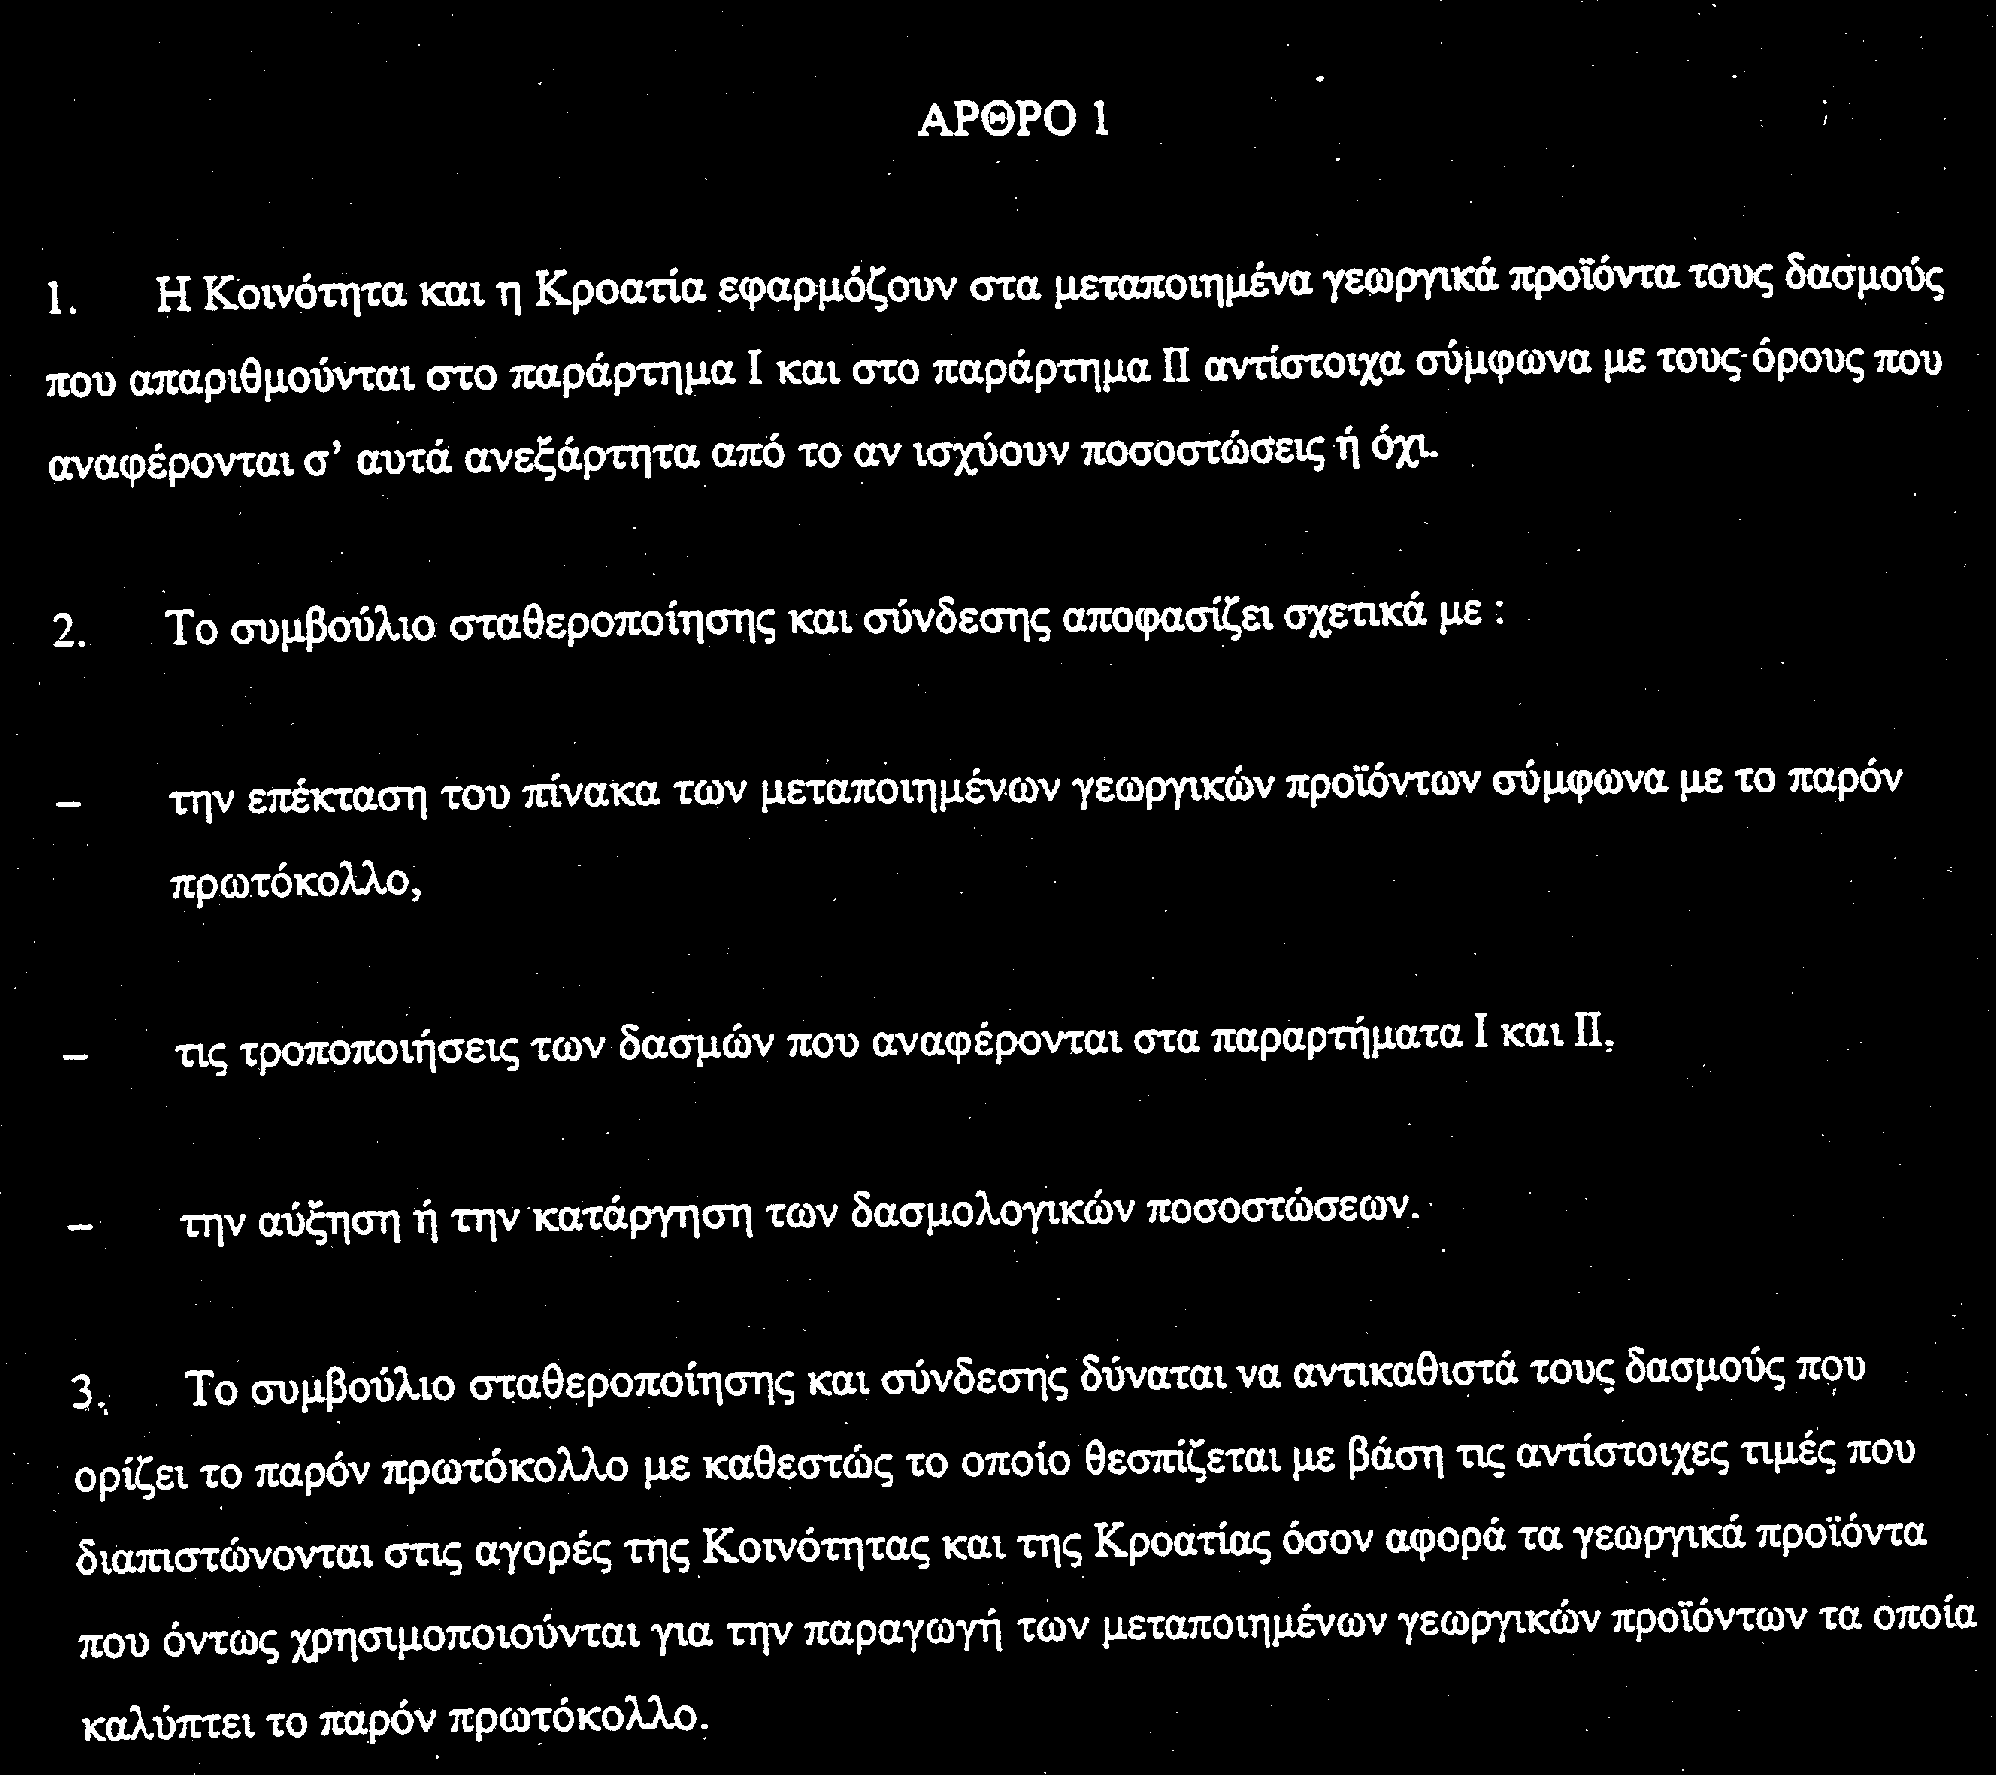 ΑΡΘΡΟ 1
1. Η Κοινότητα και η Κροατία εφαρμόζουν στα μεταποιημένα γεωργικά προϊόντα τους δασμούς
που απαριθμούνται στο παράρτημα Ι και στο παράρτημα ΙΙ αντίστοιχα σύμφωνα με τους όρους που
αναφέρονται σ’ αυτά ανεξάρτητα από το αν ισχύουν ποσοστώσεις ή όχι.
2. Το συμβούλιο σταθεροποίησης και σύνδεσης αποφασίζει σχετικά με :
– την επέκταση του πίνακα των μεταποιημένων γεωργικών προϊόντων σύμφωνα με το παρόν
πρωτόκολλο,
– τις τροποποιήσεις των δασμών που αναφέρονται στα παραρτήματα Ι και ΙΙ,
– την αύξηση ή την κατάργηση των δασμολογικών ποσοστώσεων.
3. Το συμβούλιο σταθεροποίησης και σύνδεσης δύναται να αντικαθιστά τους δασμούς που
ορίζει το παρόν πρωτόκολλο με καθεστώς το οποίο θεσπίζεται με βάση τις αντίστοιχες τιμές που
διαπιστώνονται στις αγορές της Κοινότητας και της Κροατίας όσον αφορά τα γεωργικά προϊόντα
που όντως χρησιμοποιούνται για την παραγωγή των μεταποιημένων γεωργικών προϊόντων τα οποία
καλύπτει το παρόν πρωτόκολλο.